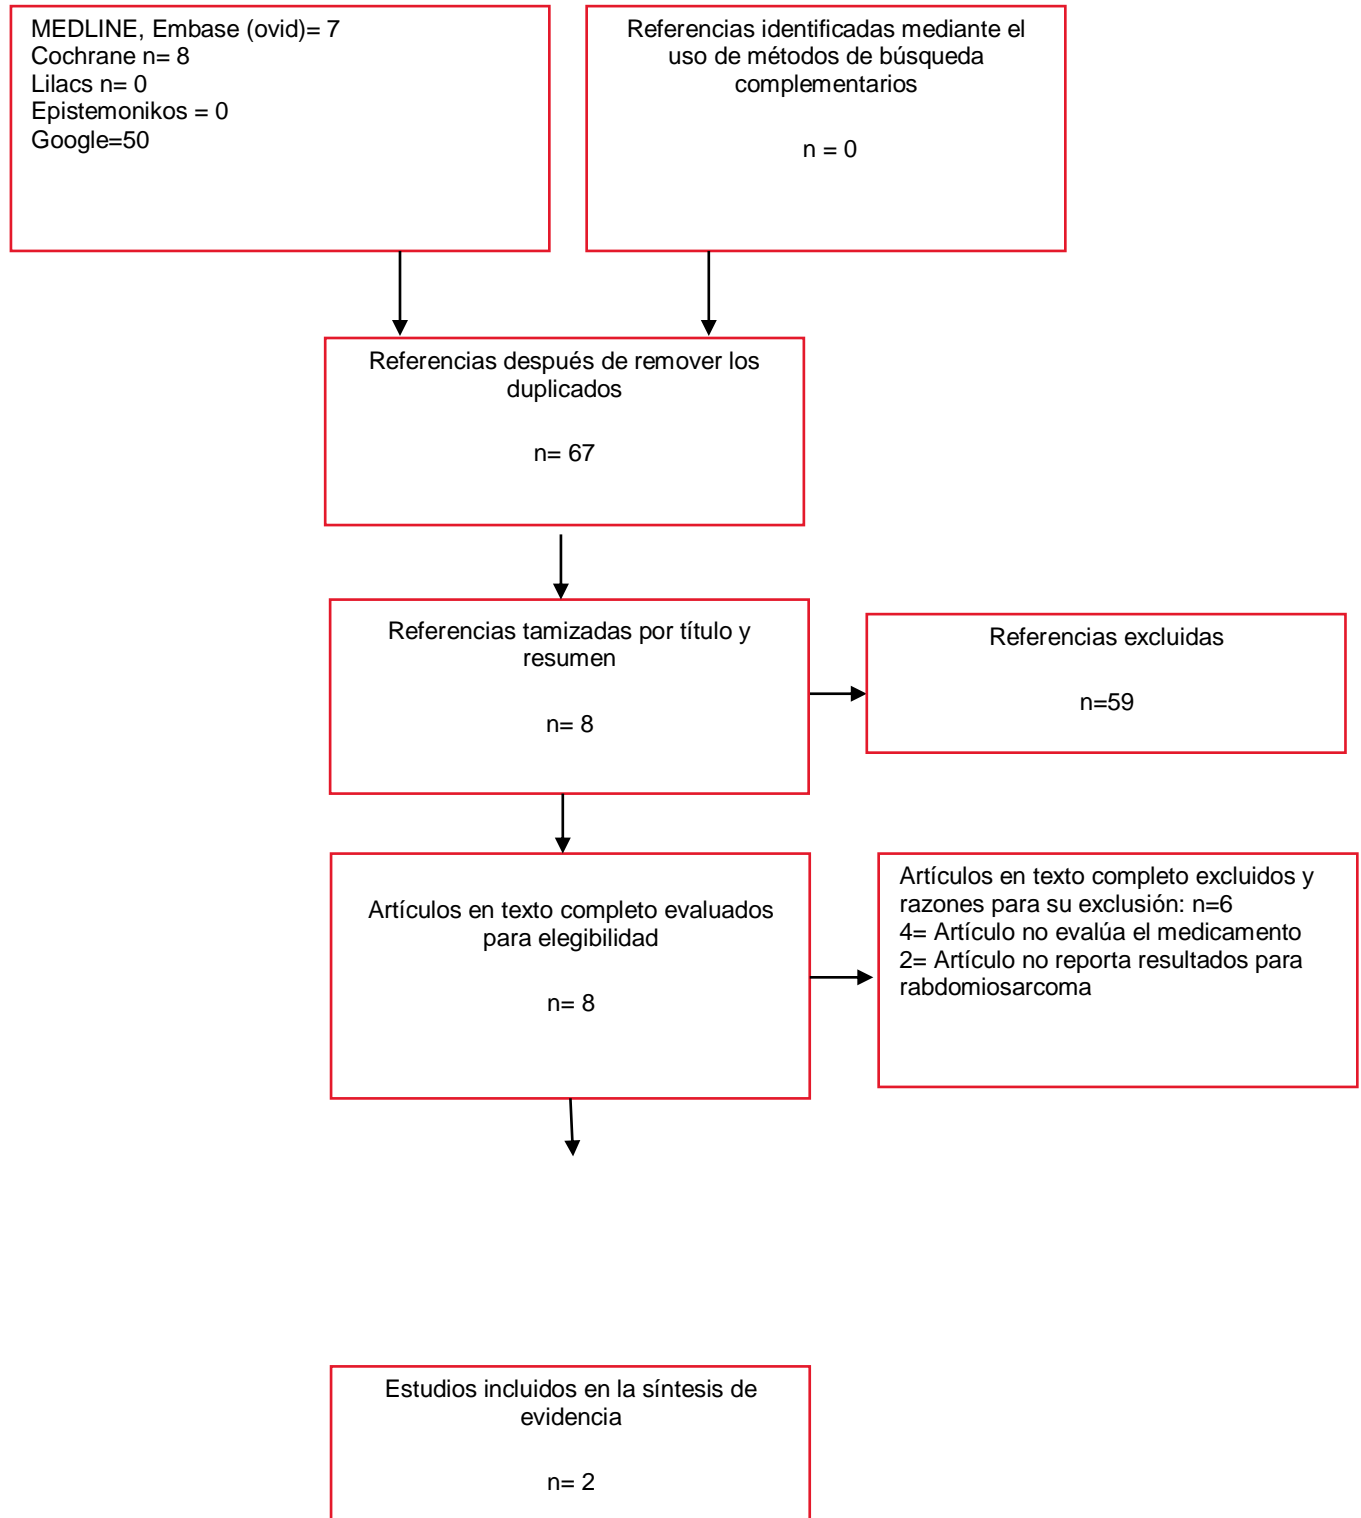 MEDLINE, Embase (ovid)= 7
Cochrane n= 8
Lilacs n= 0
Epistemonikos = 0
Google=50
Referencias identificadas mediante el
uso de métodos de búsqueda
complementarios
n = 0
Referencias después de remover los
duplicados
n= 67
Referencias tamizadas por título y
resumen
n= 8
Referencias excluidas
n=59
Artículos en texto completo evaluados
para elegibilidad
n= 8
Artículos en texto completo excluidos y
razones para su exclusión: n=6
4= Artículo no evalúa el medicamento
2= Artículo no reporta resultados para
rabdomiosarcoma
Estudios incluidos en la síntesis de
evidencia
n= 2